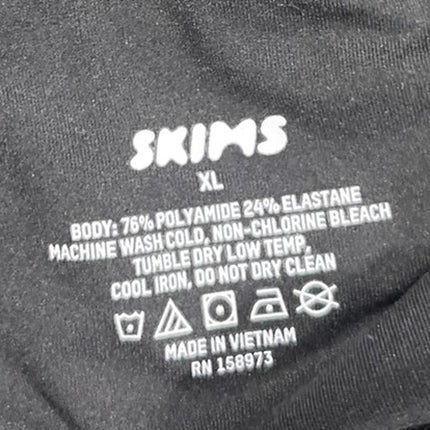 SKIMS
XL
BODY: 76% POLYAMIDE 24% ELASTANE
MACHINE WASH COLD, NON-CHLORINE BLEACH
TUMBLE DRY LOW TEMP,
COOL IRON, DO NOT DRY CLEAN
MADE IN VIETNAM
RN 158973